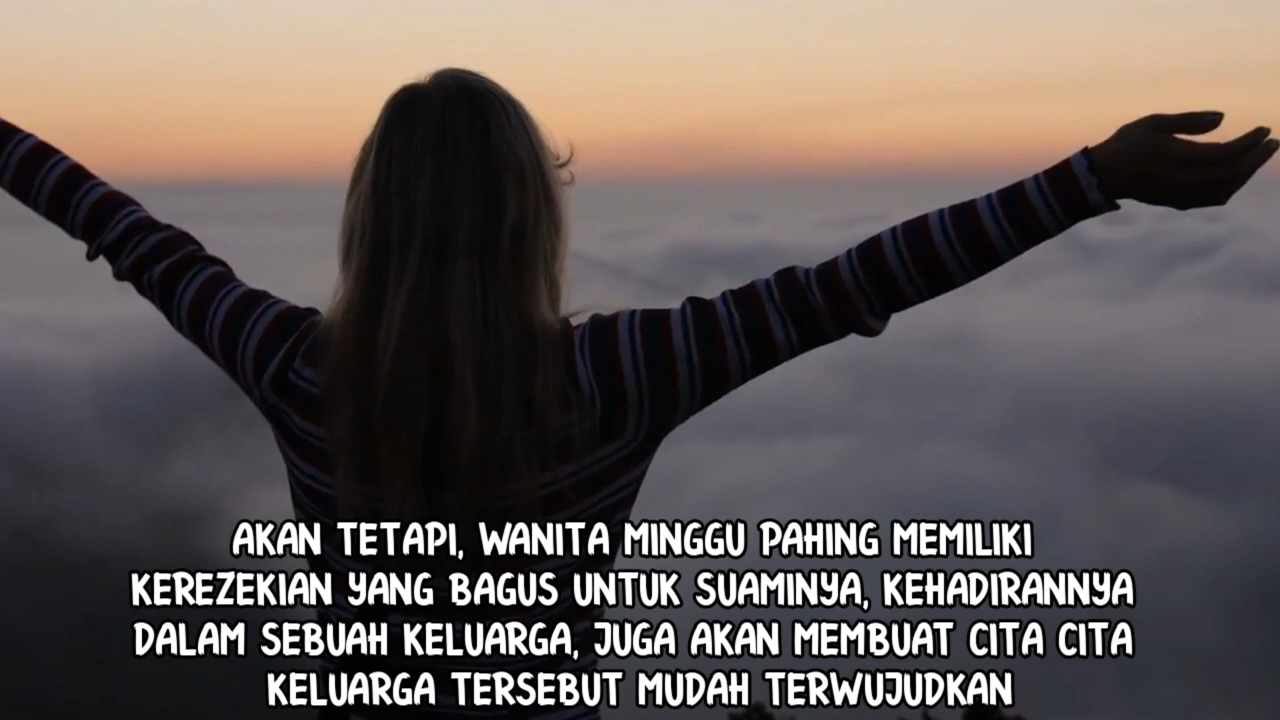 AKAN TETAPI, WANITA MINGGU PAHING MEMILIKI
KEREZEKIAN YANG BAGUS UNTUK SUAMINYA, KEHADIRANNYA
DALAM SEBUAH KELUARGA, JUGA AKAN MEMBUAT CITA CITA
KELUARGA TERSEBUT MUDAH TERWUJUDKAN